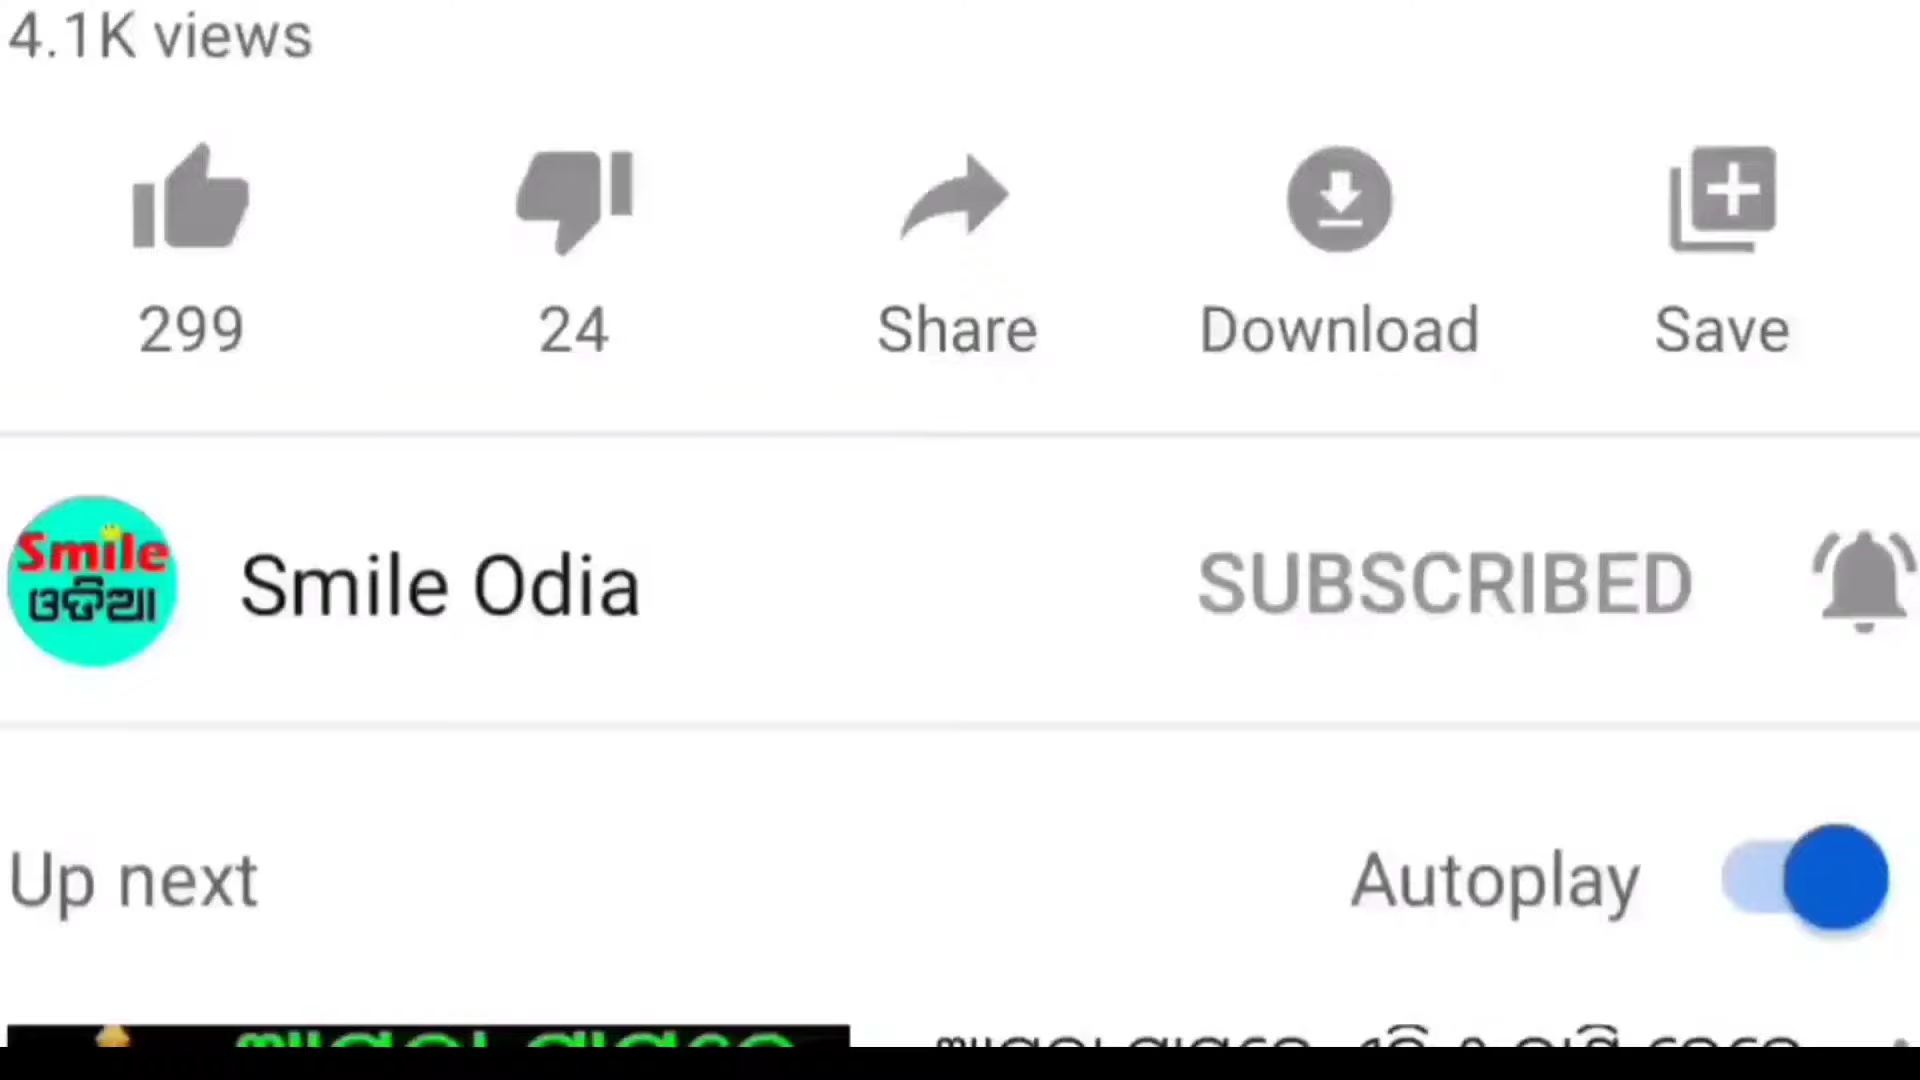 4.1K views
299 24 Share Download Save
Smile
ଓଡିଆ
Smile Odia SUBSCRIBED
Up next Autoplay